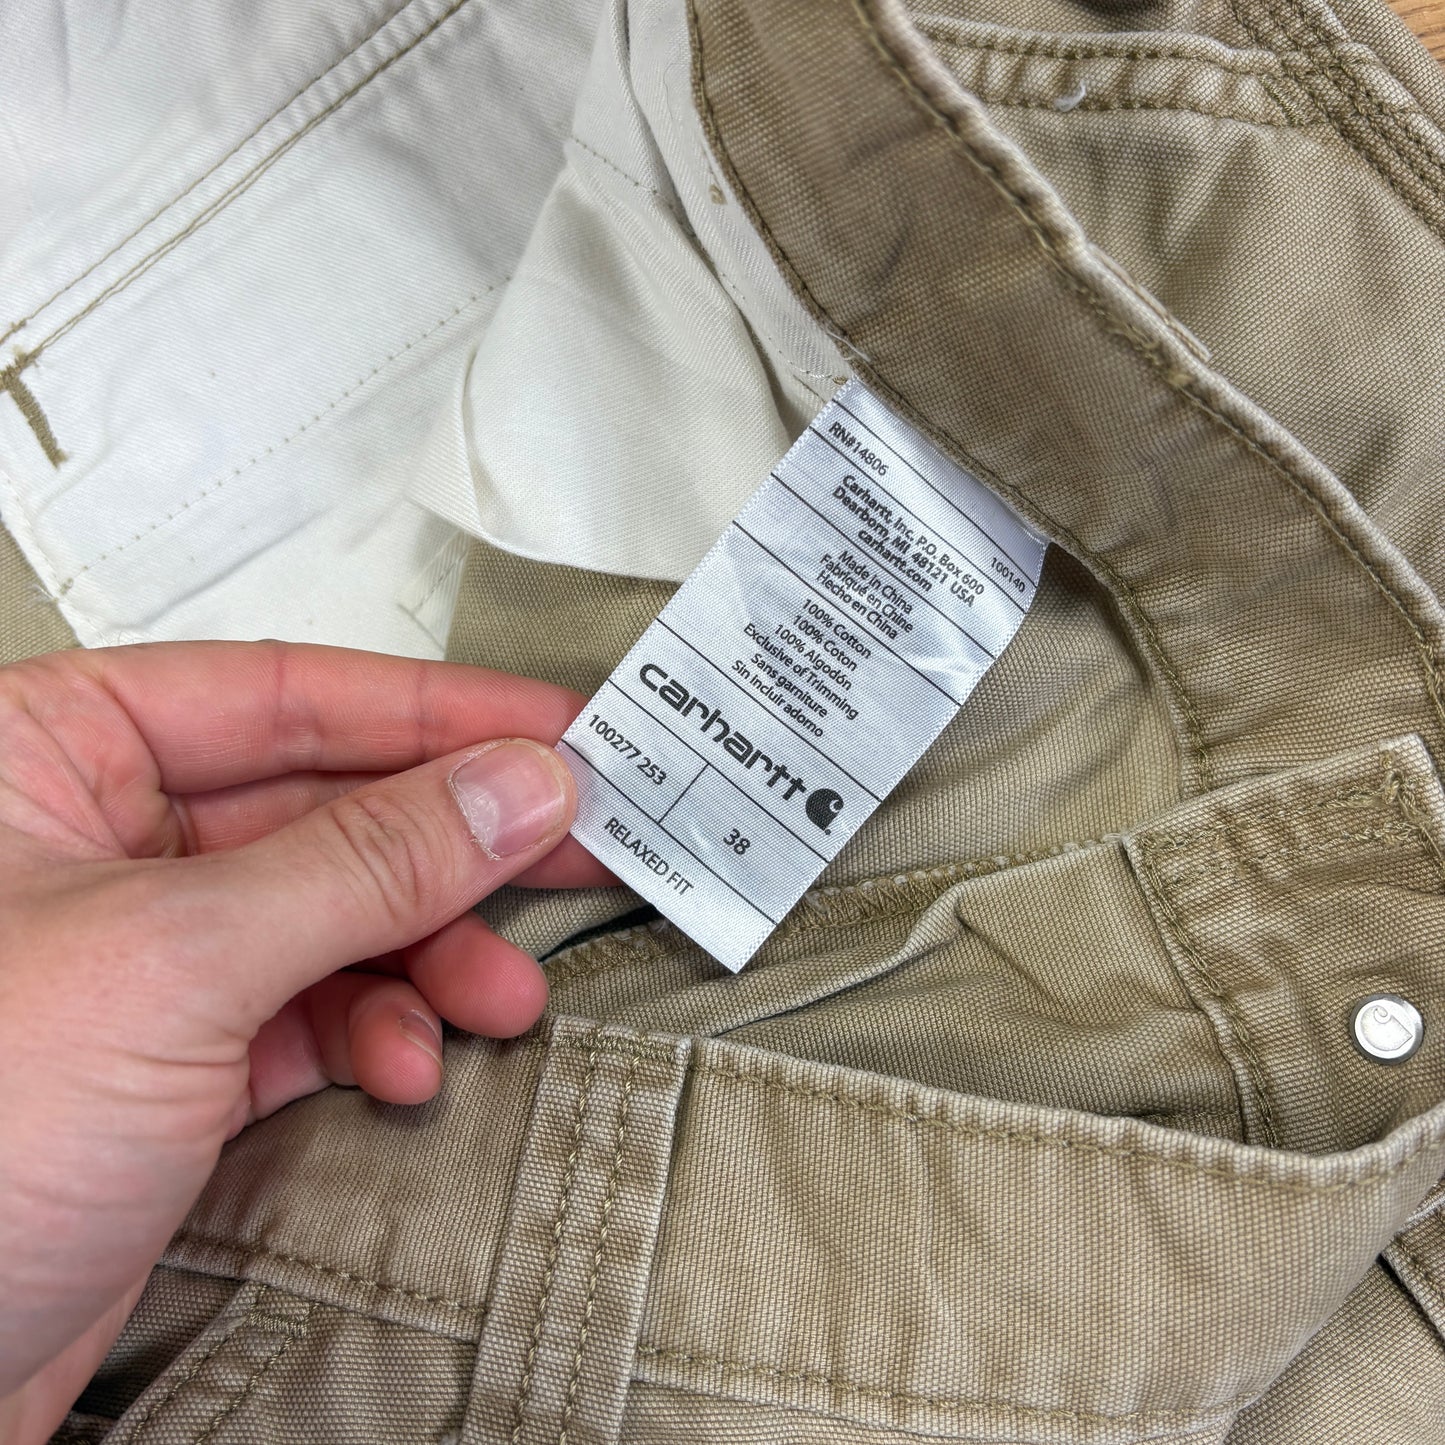 RN#14806
100140
Carhartt, Inc. P.O. Box 600
Dearborn, MI 48121 USA
carhartt.com
Made in China
Fabriqué en Chine
Hecho en China
100% Cotton
100% Coton
100% Algodón
Exclusive of Trimming
Sans garniture
Sin incluir adorno
carhartt
100277 253
38
RELAXED FIT